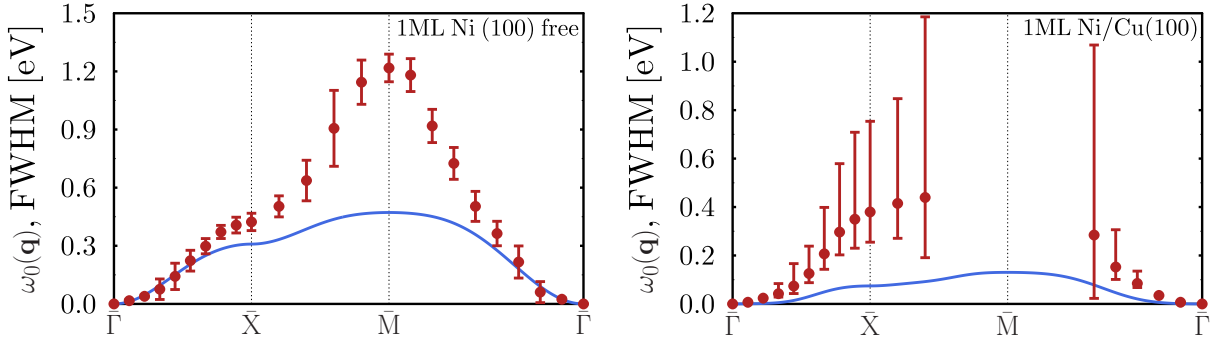 1ML Ni (100) free
ω₀(𝐪), FWHM [eV]
1.5
1.2
0.9
0.6
0.3
0.0
Γ̄ X̄ M̄ Γ̄
1ML Ni/Cu(100)
ω₀(𝐪), FWHM [eV]
1.2
1.0
0.8
0.6
0.4
0.2
0.0
Γ̄ X̄ M̄ Γ̄